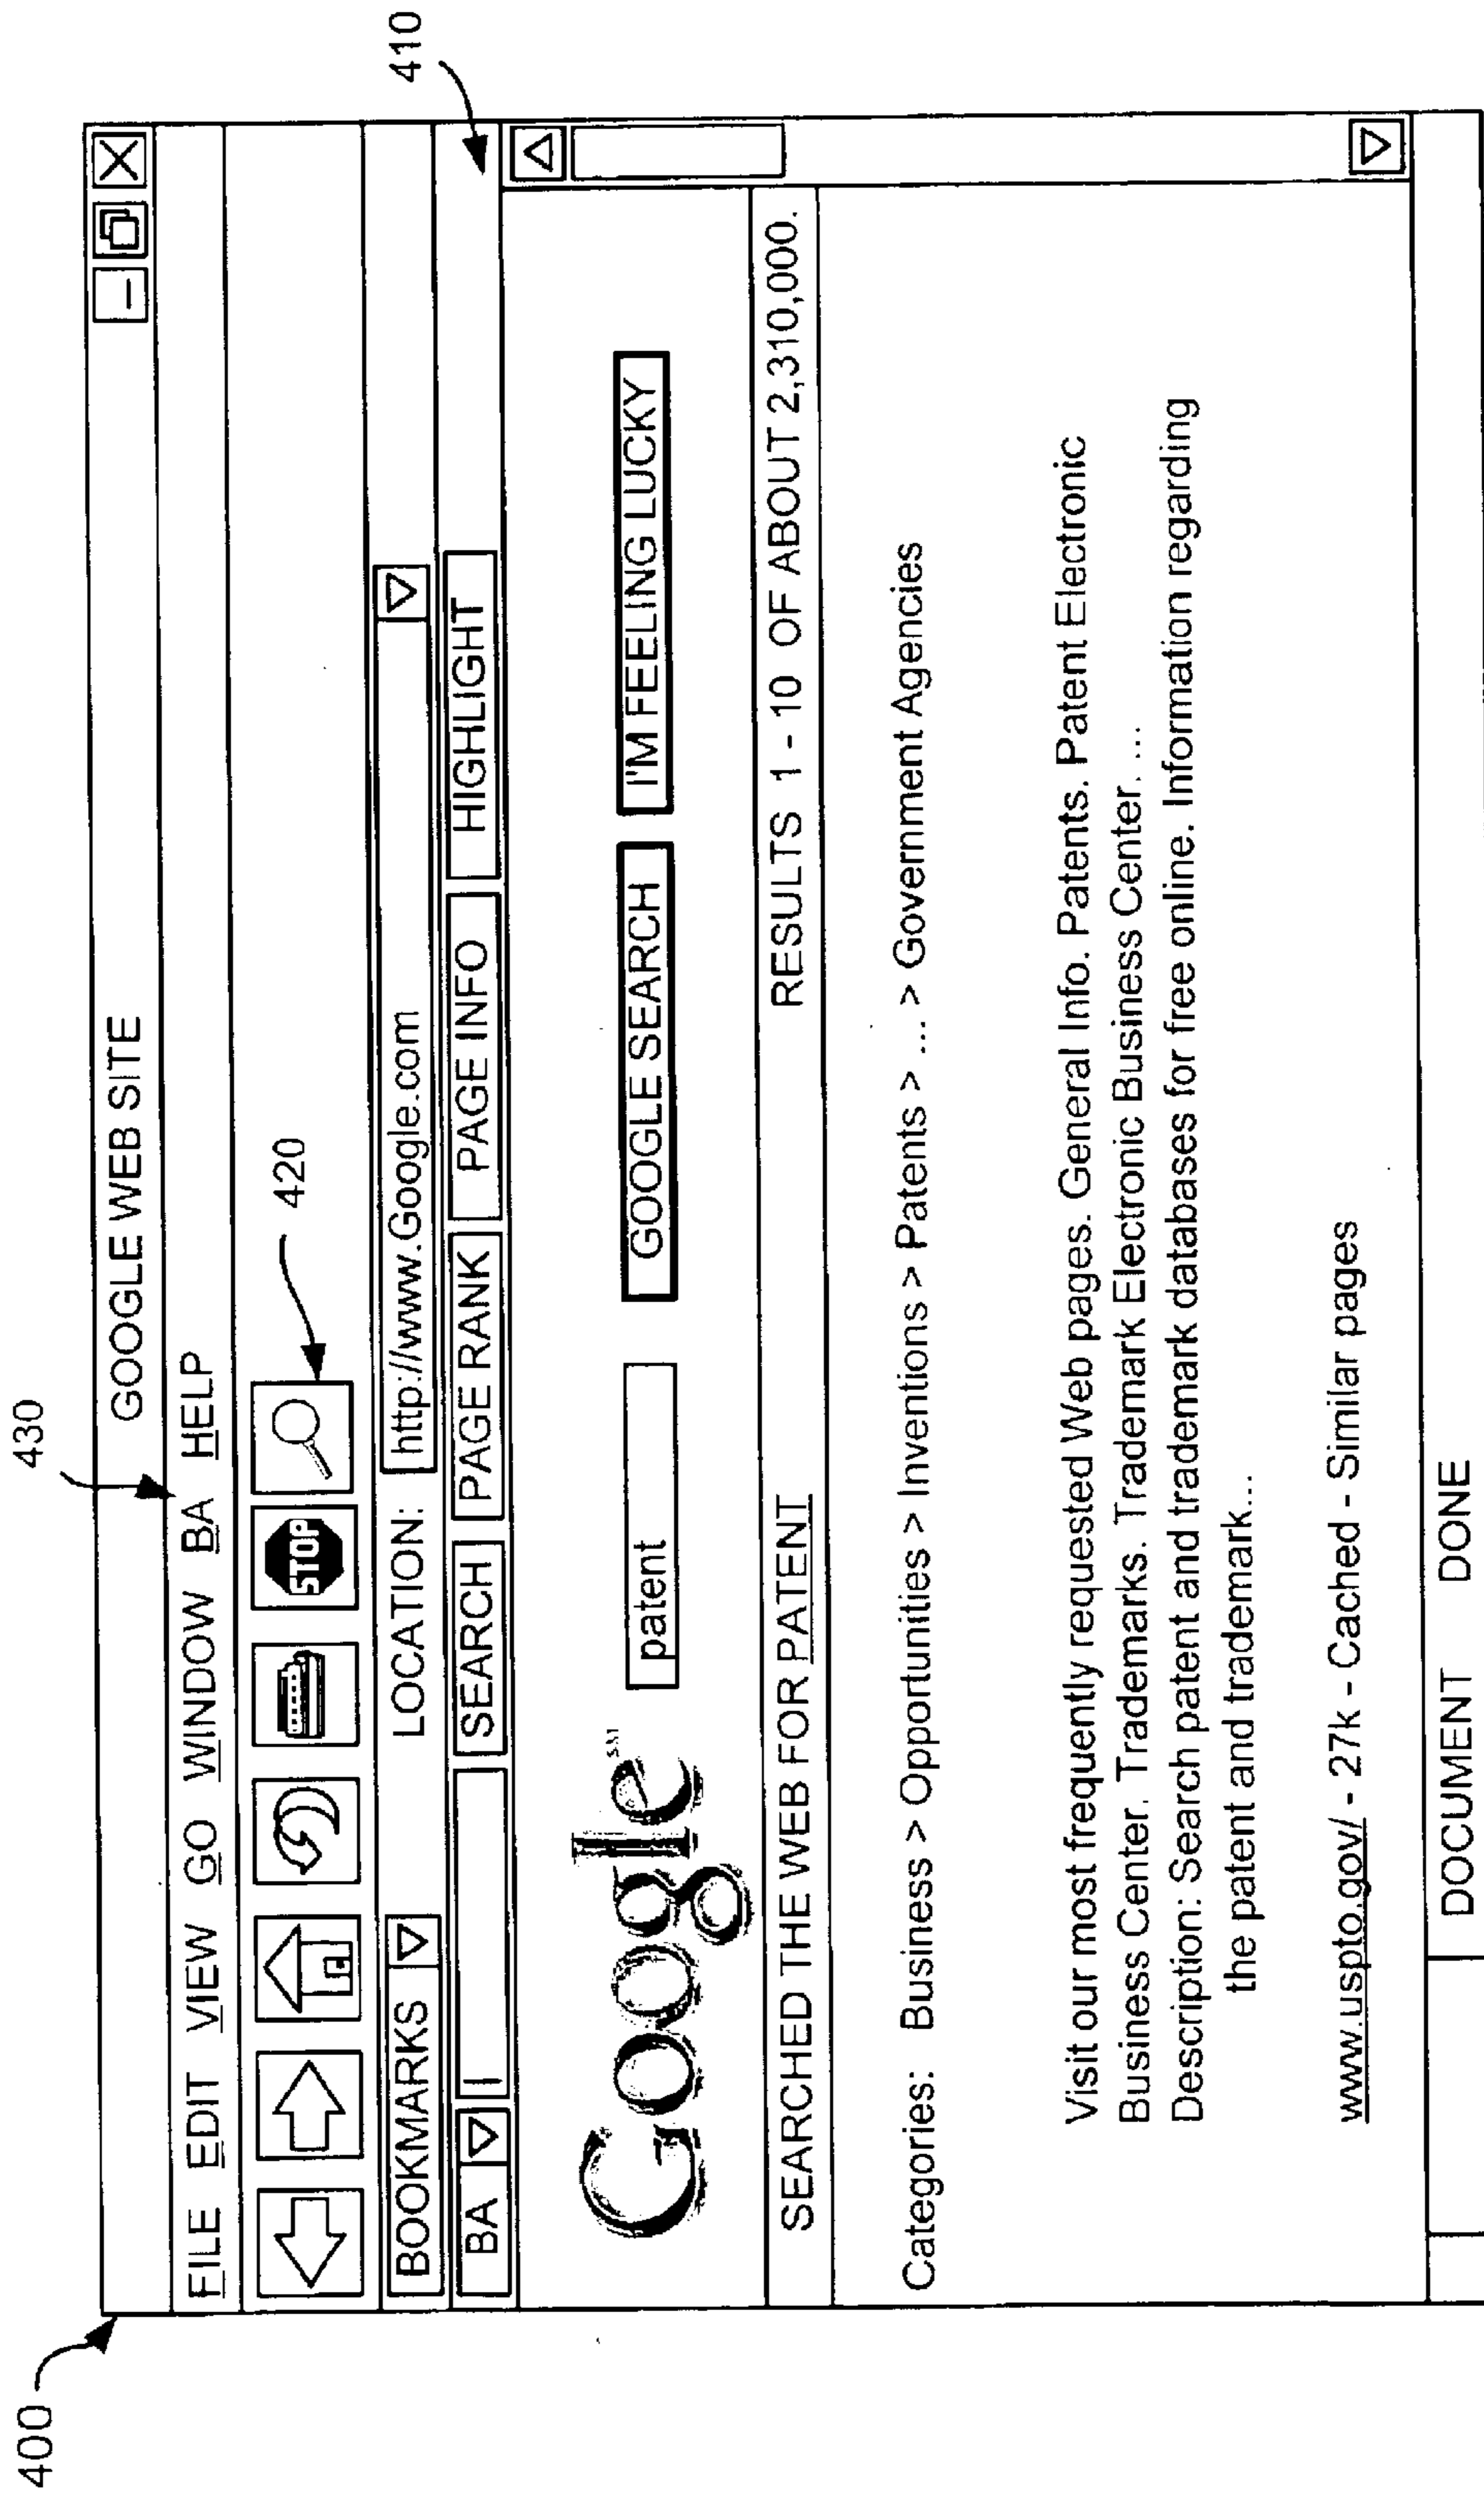 400
430
GOOGLE WEB SITE
FILE EDIT VIEW GO WINDOW BA HELP
420
STOP
BOOKMARKS LOCATION: http://www.Google.com
410
BA SEARCH PAGE RANK PAGE INFO HIGHLIGHT
Google SM patent GOOGLE SEARCH I'M FEELING LUCKY
SEARCHED THE WEB FOR PATENT RESULTS 1 - 10 OF ABOUT 2,310,000.
Categories: Business > Opportunities > Inventions > Patents > ... > Government Agencies
Visit our most frequently requested Web pages. General Info. Patents. Patent Electronic
Business Center. Trademarks. Trademark Electronic Business Center. ...
Description: Search patent and trademark databases for free online. Information regarding
the patent and trademark...
www.uspto.gov/ - 27k - Cached - Similar pages
DOCUMENT DONE